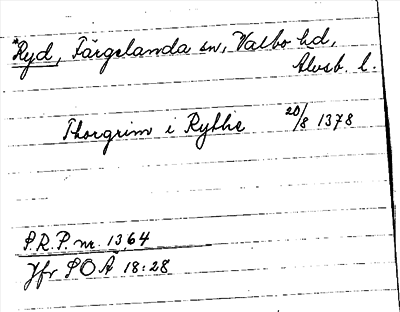 *Ryd, Färgelanda sn, Valbo hd,
Älvsb. l.
Thorgrim i Rythe 20/8 1378
S.R.P. nr. 1364
Jfr SOÄ 18:28